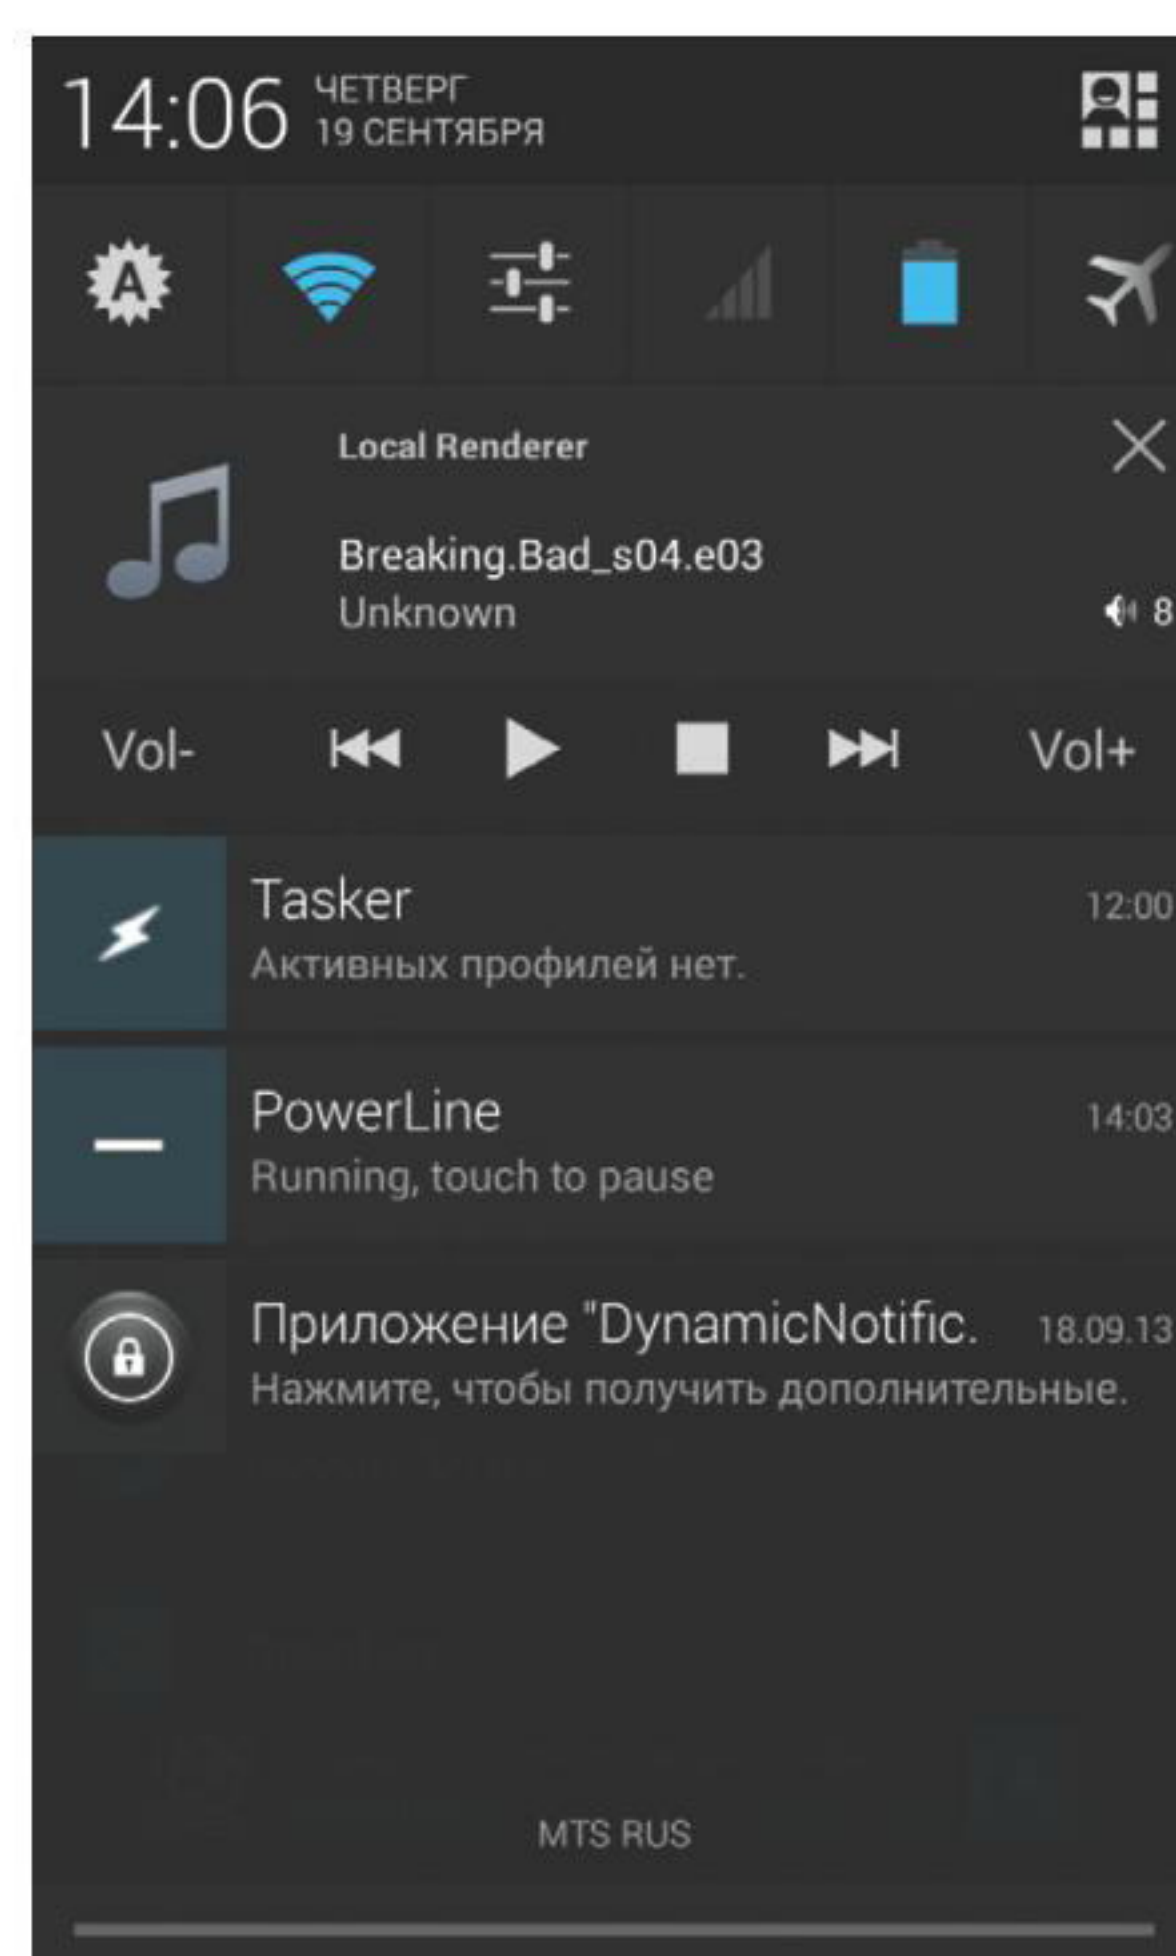 14:06
ЧЕТВЕРГ
19 СЕНТЯБРЯ
A
Local Renderer
Breaking.Bad_s04.e03
Unknown
8
Vol-
Vol+
Tasker
12:00
Активных профилей нет.
PowerLine
14:03
Running, touch to pause
Приложение "DynamicNotific.
18.09.13
Нажмите, чтобы получить дополнительные.
MTS RUS